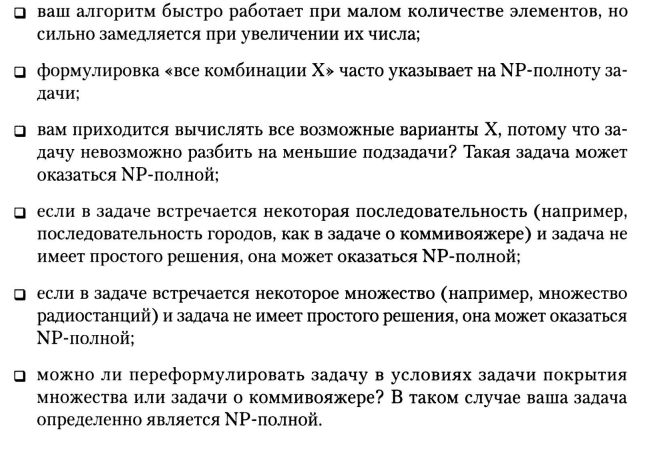 ❑ ваш алгоритм быстро работает при малом количестве элементов, но
сильно замедляется при увеличении их числа;
❑ формулировка «все комбинации X» часто указывает на NP-полноту за-
дачи;
❑ вам приходится вычислять все возможные варианты X, потому что за-
дачу невозможно разбить на меньшие подзадачи? Такая задача может
оказаться NP-полной;
❑ если в задаче встречается некоторая последовательность (например,
последовательность городов, как в задаче о коммивояжере) и задача не
имеет простого решения, она может оказаться NP-полной;
❑ если в задаче встречается некоторое множество (например, множество
радиостанций) и задача не имеет простого решения, она может оказаться
NP-полной;
❑ можно ли переформулировать задачу в условиях задачи покрытия
множества или задачи о коммивояжере? В таком случае ваша задача
определенно является NP-полной.